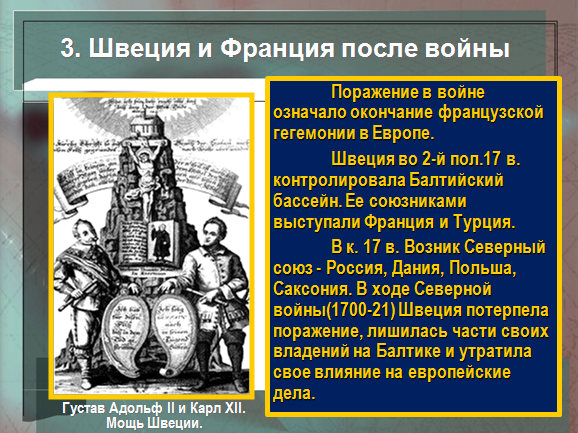 3. Швеция и Франция после войны
Поражение в войне
означало окончание французской
гегемонии в Европе.
Швеция во 2-й пол.17 в.
контролировала Балтийский
бассейн. Ее союзниками
выступали Франция и Турция.
В к. 17 в. Возник Северный
союз - Россия, Дания, Польша,
Саксония. В ходе Северной
войны(1700-21) Швеция потерпела
поражение, лишилась части своих
владений на Балтике и утратила
свое влияние на европейские
дела.
Густав Адольф II и Карл XII.
Мощь Швеции.